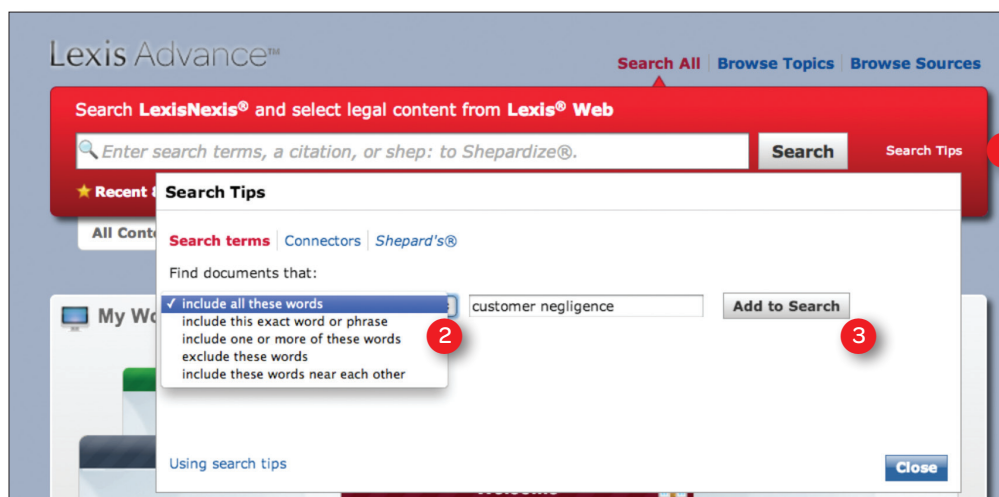 Lexis Advance™
Search All Browse Topics Browse Sources
Search LexisNexis® and select legal content from Lexis® Web
Enter search terms, a citation, or shep: to Shepardize®.
Search
Search Tips
Recent
Search Tips
All
Search terms Connectors Shepard's®
Find documents that:
✓ include all these words
customer negligence
Add to Search
My
include this exact word or phrase
include one or more of these words
2
3
exclude these words
include these words near each other
Using search tips
Close